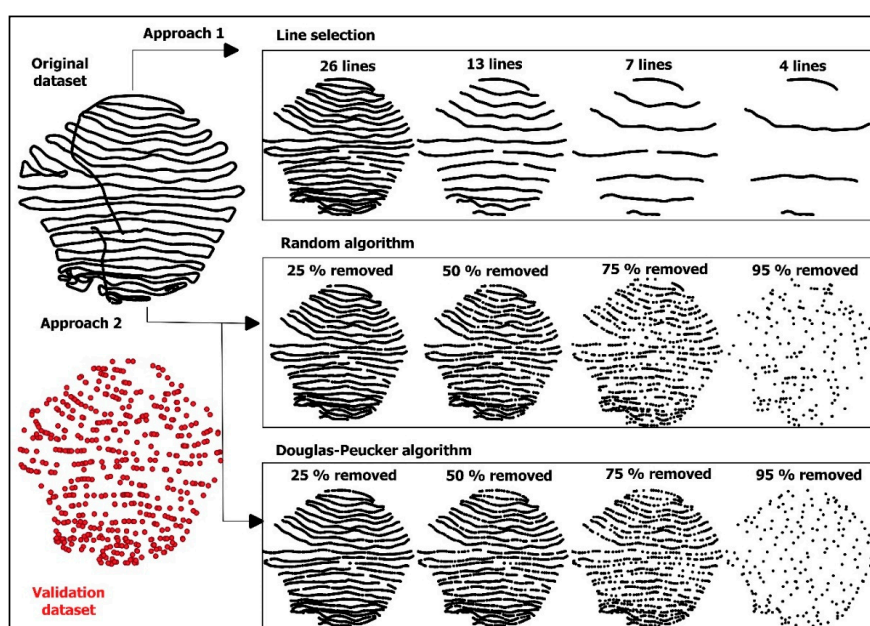 Approach 1
Original
dataset
Line selection
26 lines
13 lines
7 lines
4 lines
Random algorithm
25 % removed
50 % removed
75 % removed
95 % removed
Approach 2
Douglas-Peucker algorithm
25 % removed
50 % removed
75 % removed
95 % removed
Validation
dataset